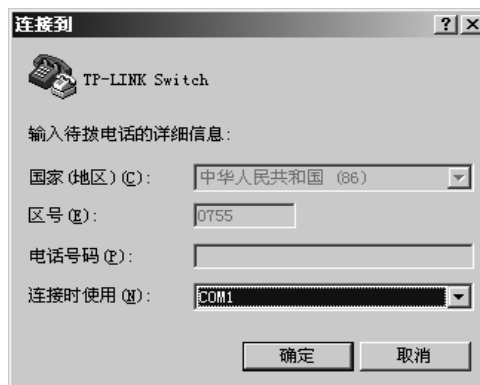 连接到
TP-LINK Switch
输入待拨电话的详细信息:
国家(地区)(C): 中华人民共和国 (86)
区号(E): 0755
电话号码(P):
连接时使用(N): COM1
确定 取消